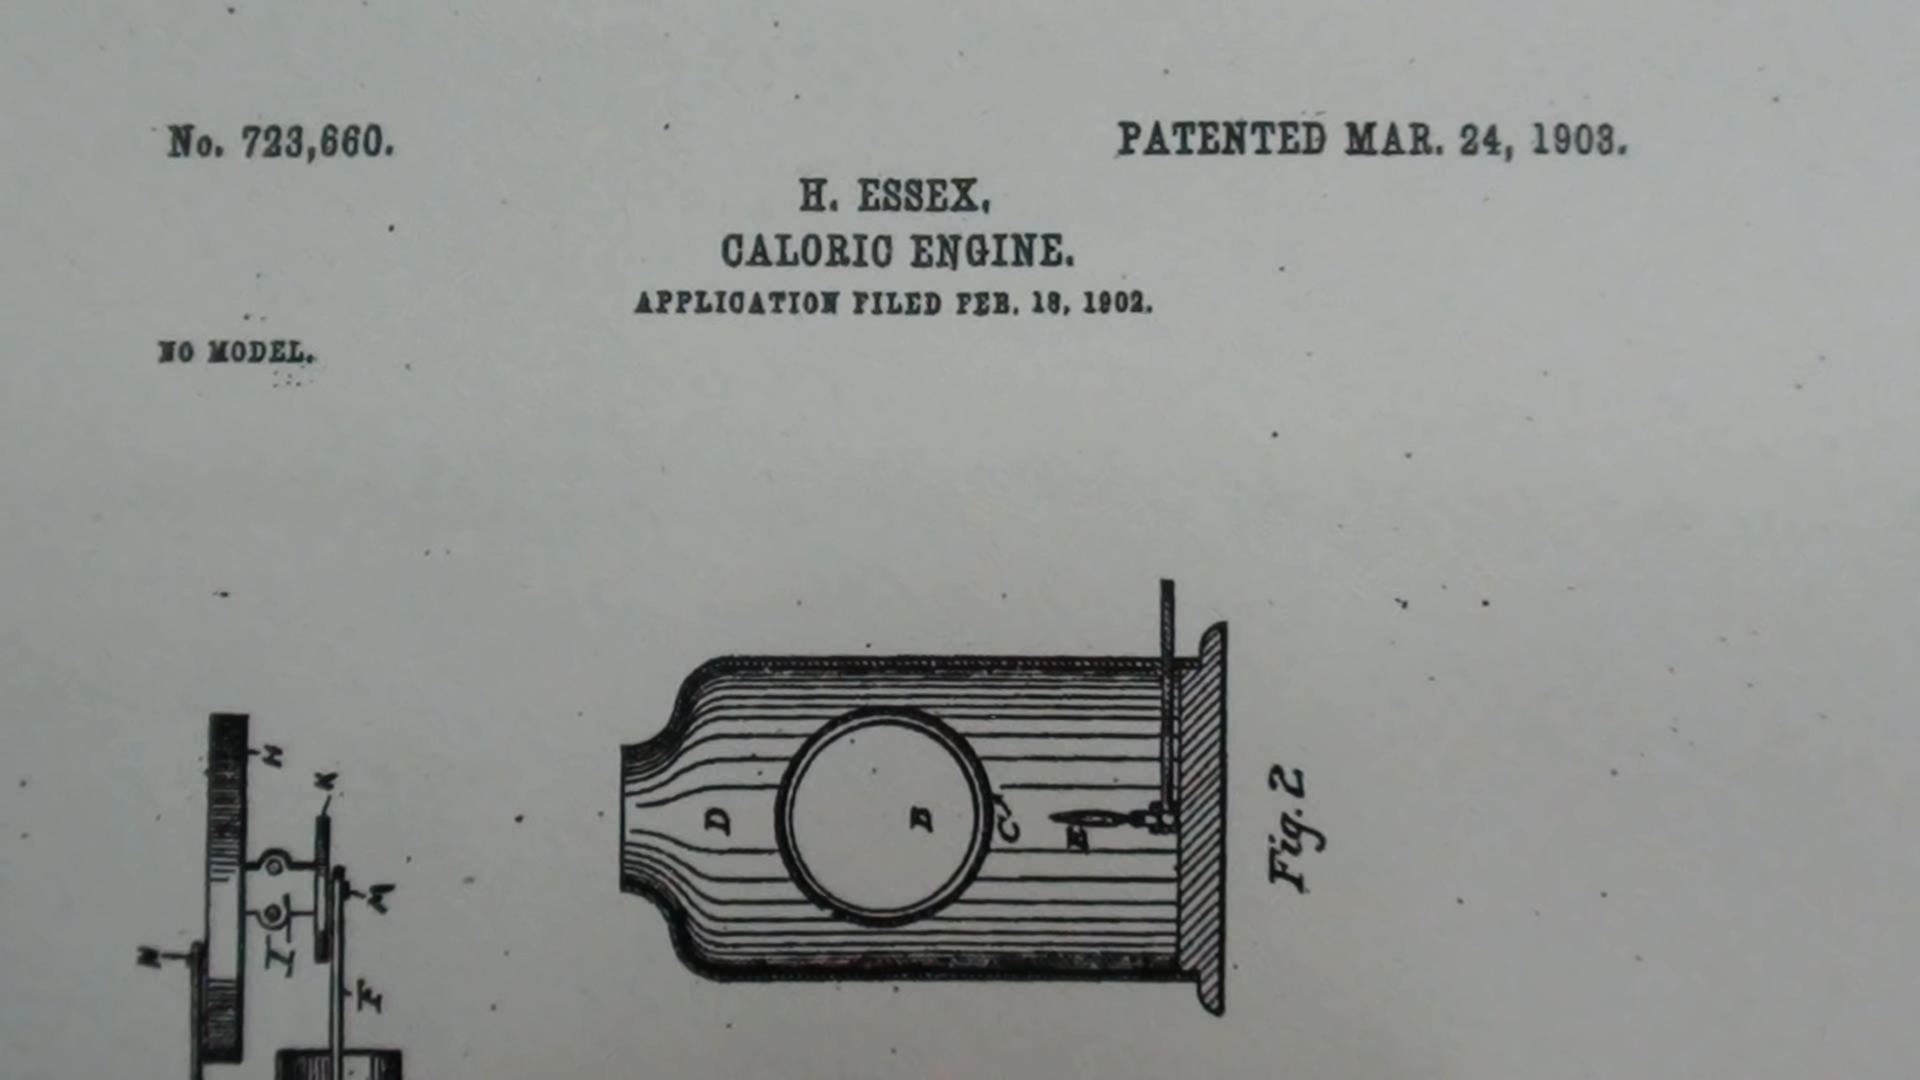 No. 723,660.
PATENTED MAR. 24, 1903.
H. ESSEX.
CALORIC ENGINE.
APPLICATION FILED FEB. 18, 1902.
NO MODEL.
H
K
M
N
I
F
D
B
C
E
Fig. 2